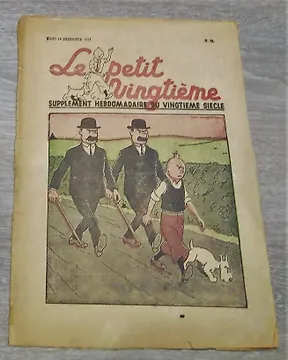 Le petit
Vingtième
SUPPLEMENT HEBDOMADAIRE DU VINGTIEME SIECLE